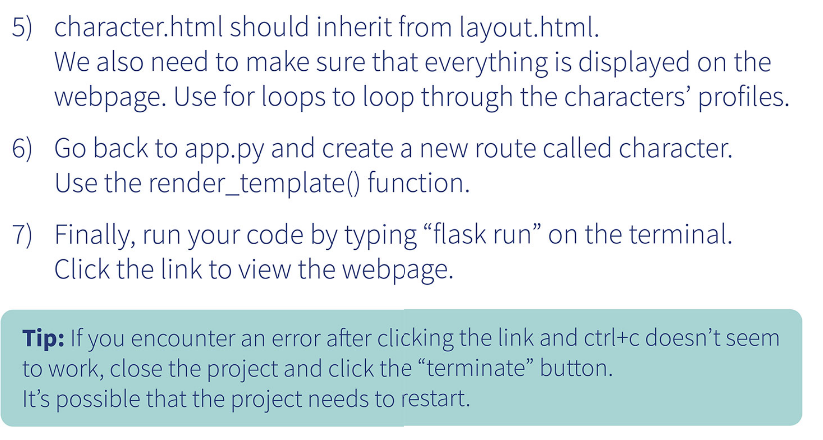 5) character.html should inherit from layout.html.
We also need to make sure that everything is displayed on the
webpage. Use for loops to loop through the characters’ profiles.
6) Go back to app.py and create a new route called character.
Use the render_template() function.
7) Finally, run your code by typing “flask run” on the terminal.
Click the link to view the webpage.
Tip: If you encounter an error after clicking the link and ctrl+c doesn’t seem
to work, close the project and click the “terminate” button.
It’s possible that the project needs to restart.